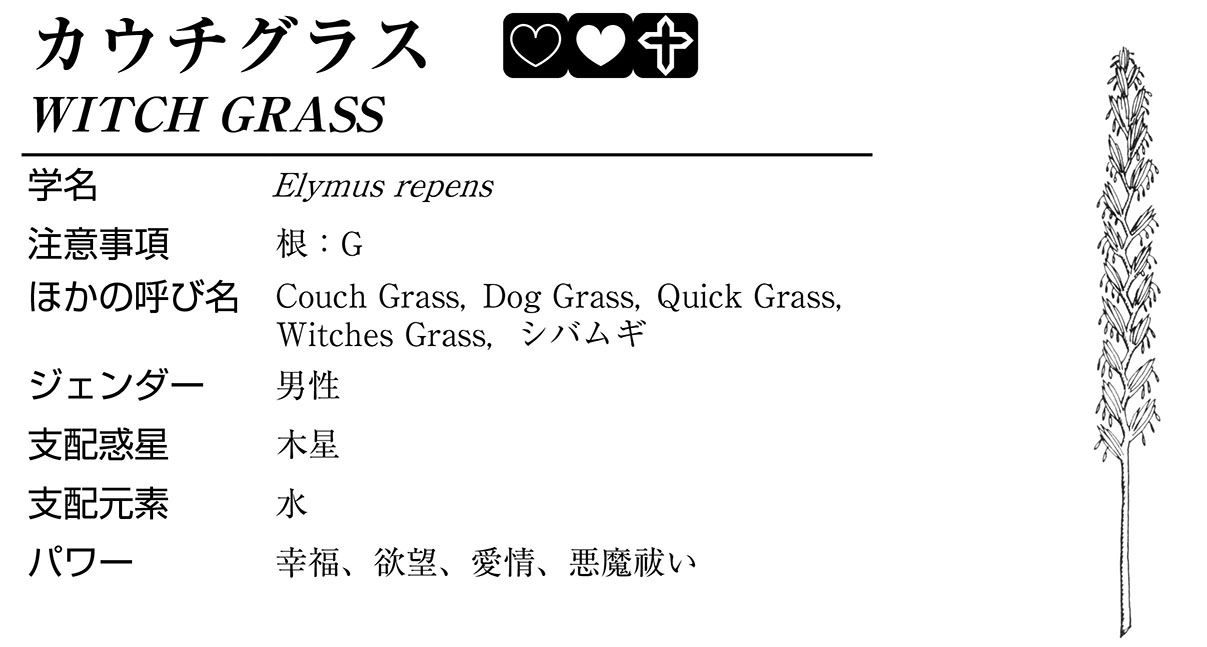 カウチグラス
WITCH GRASS
学名 Elymus repens
注意事項 根：G
ほかの呼び名 Couch Grass, Dog Grass, Quick Grass,
Witches Grass, シバムギ
ジェンダー 男性
支配惑星 木星
支配元素 水
パワー 幸福、欲望、愛情、悪魔祓い